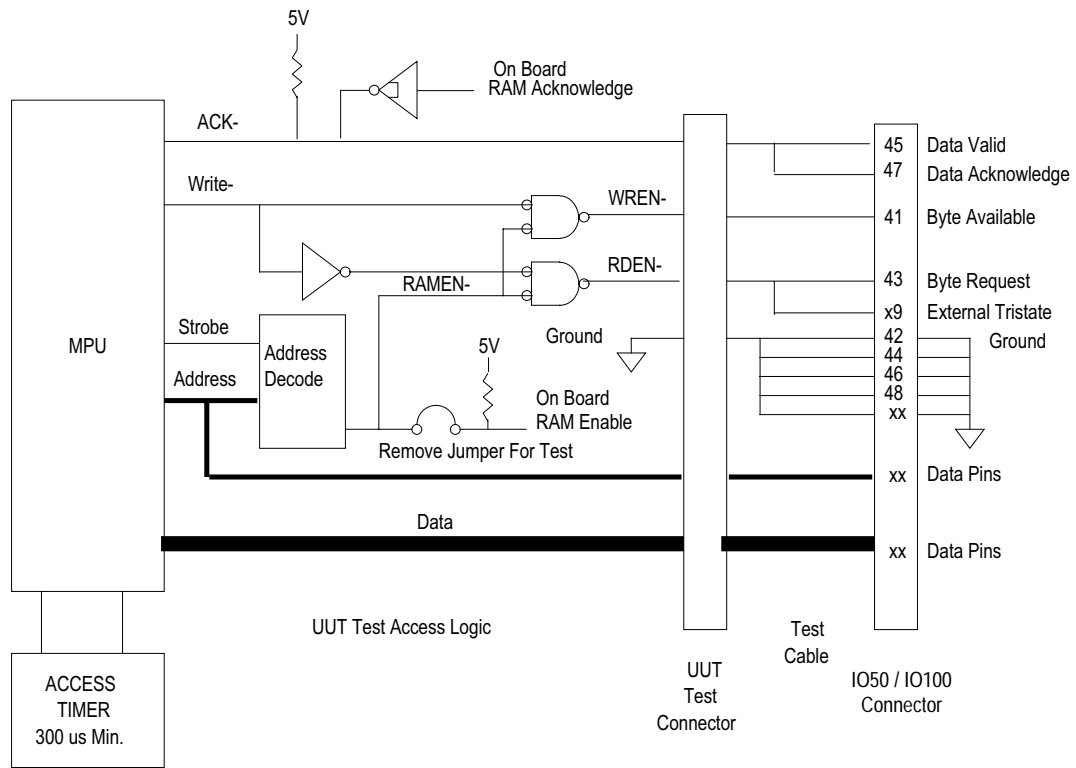 5V
On Board
RAM Acknowledge
ACK-
45 Data Valid
47 Data Acknowledge
Write-
WREN-
41 Byte Available
RDEN-
43 Byte Request
RAMEN-
x9 External Tristate
Strobe
Ground
42 Ground
MPU
Address
Decode
5V
44
46
Address
48
On Board
RAM Enable
xx
Remove Jumper For Test
xx Data Pins
Data
xx Data Pins
UUT Test Access Logic
Test
Cable
UUT
Test
Connector
IO50 / IO100
Connector
ACCESS
TIMER
300 us Min.